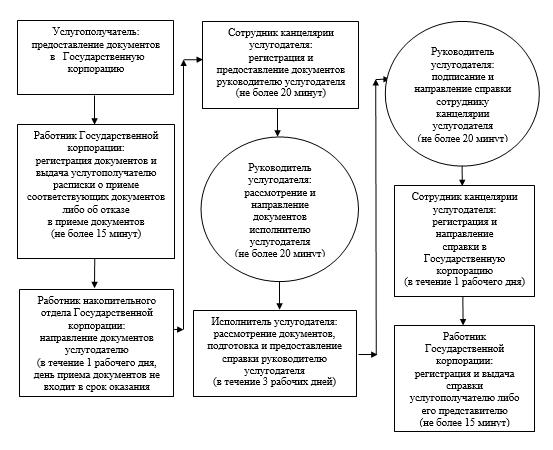 Услугополучатель:
предоставление документов
в Государственную
корпорацию
Работник Государственной
корпорации:
регистрация документов и
выдача услугополучателю
расписки о приеме
соответствующих документов
либо об отказе
в приеме документов
(не более 15 минут)
Работник накопительного
отдела Государственной
корпорации:
направление документов
услугодателю
(в течение 1 рабочего дня,
день приема документов не
входит в срок оказания
Сотрудник канцелярии
услугодателя:
регистрация и
предоставление документов
руководителю услугодателя
(не более 20 минут)
Руководитель
услугодателя:
рассмотрение и
направление
документов
исполнителю
услугодателя
(не более 20 минут)
Исполнитель услугодателя:
рассмотрение документов,
подготовка и предоставление
справки руководителю
услугодателя
(в течение 3 рабочих дней)
Руководитель
услугодателя:
подписание и
направление справки
сотруднику
канцелярии
услугодателя
(не более 20 минут)
Сотрудник канцелярии
услугодателя:
регистрация и
направление
справки в
Государственную
корпорацию
(в течение 1 рабочего дня)
Работник
Государственной
корпорации:
регистрация и выдача
справки
услугополучателю либо
его представителю
(не более 15 минут)